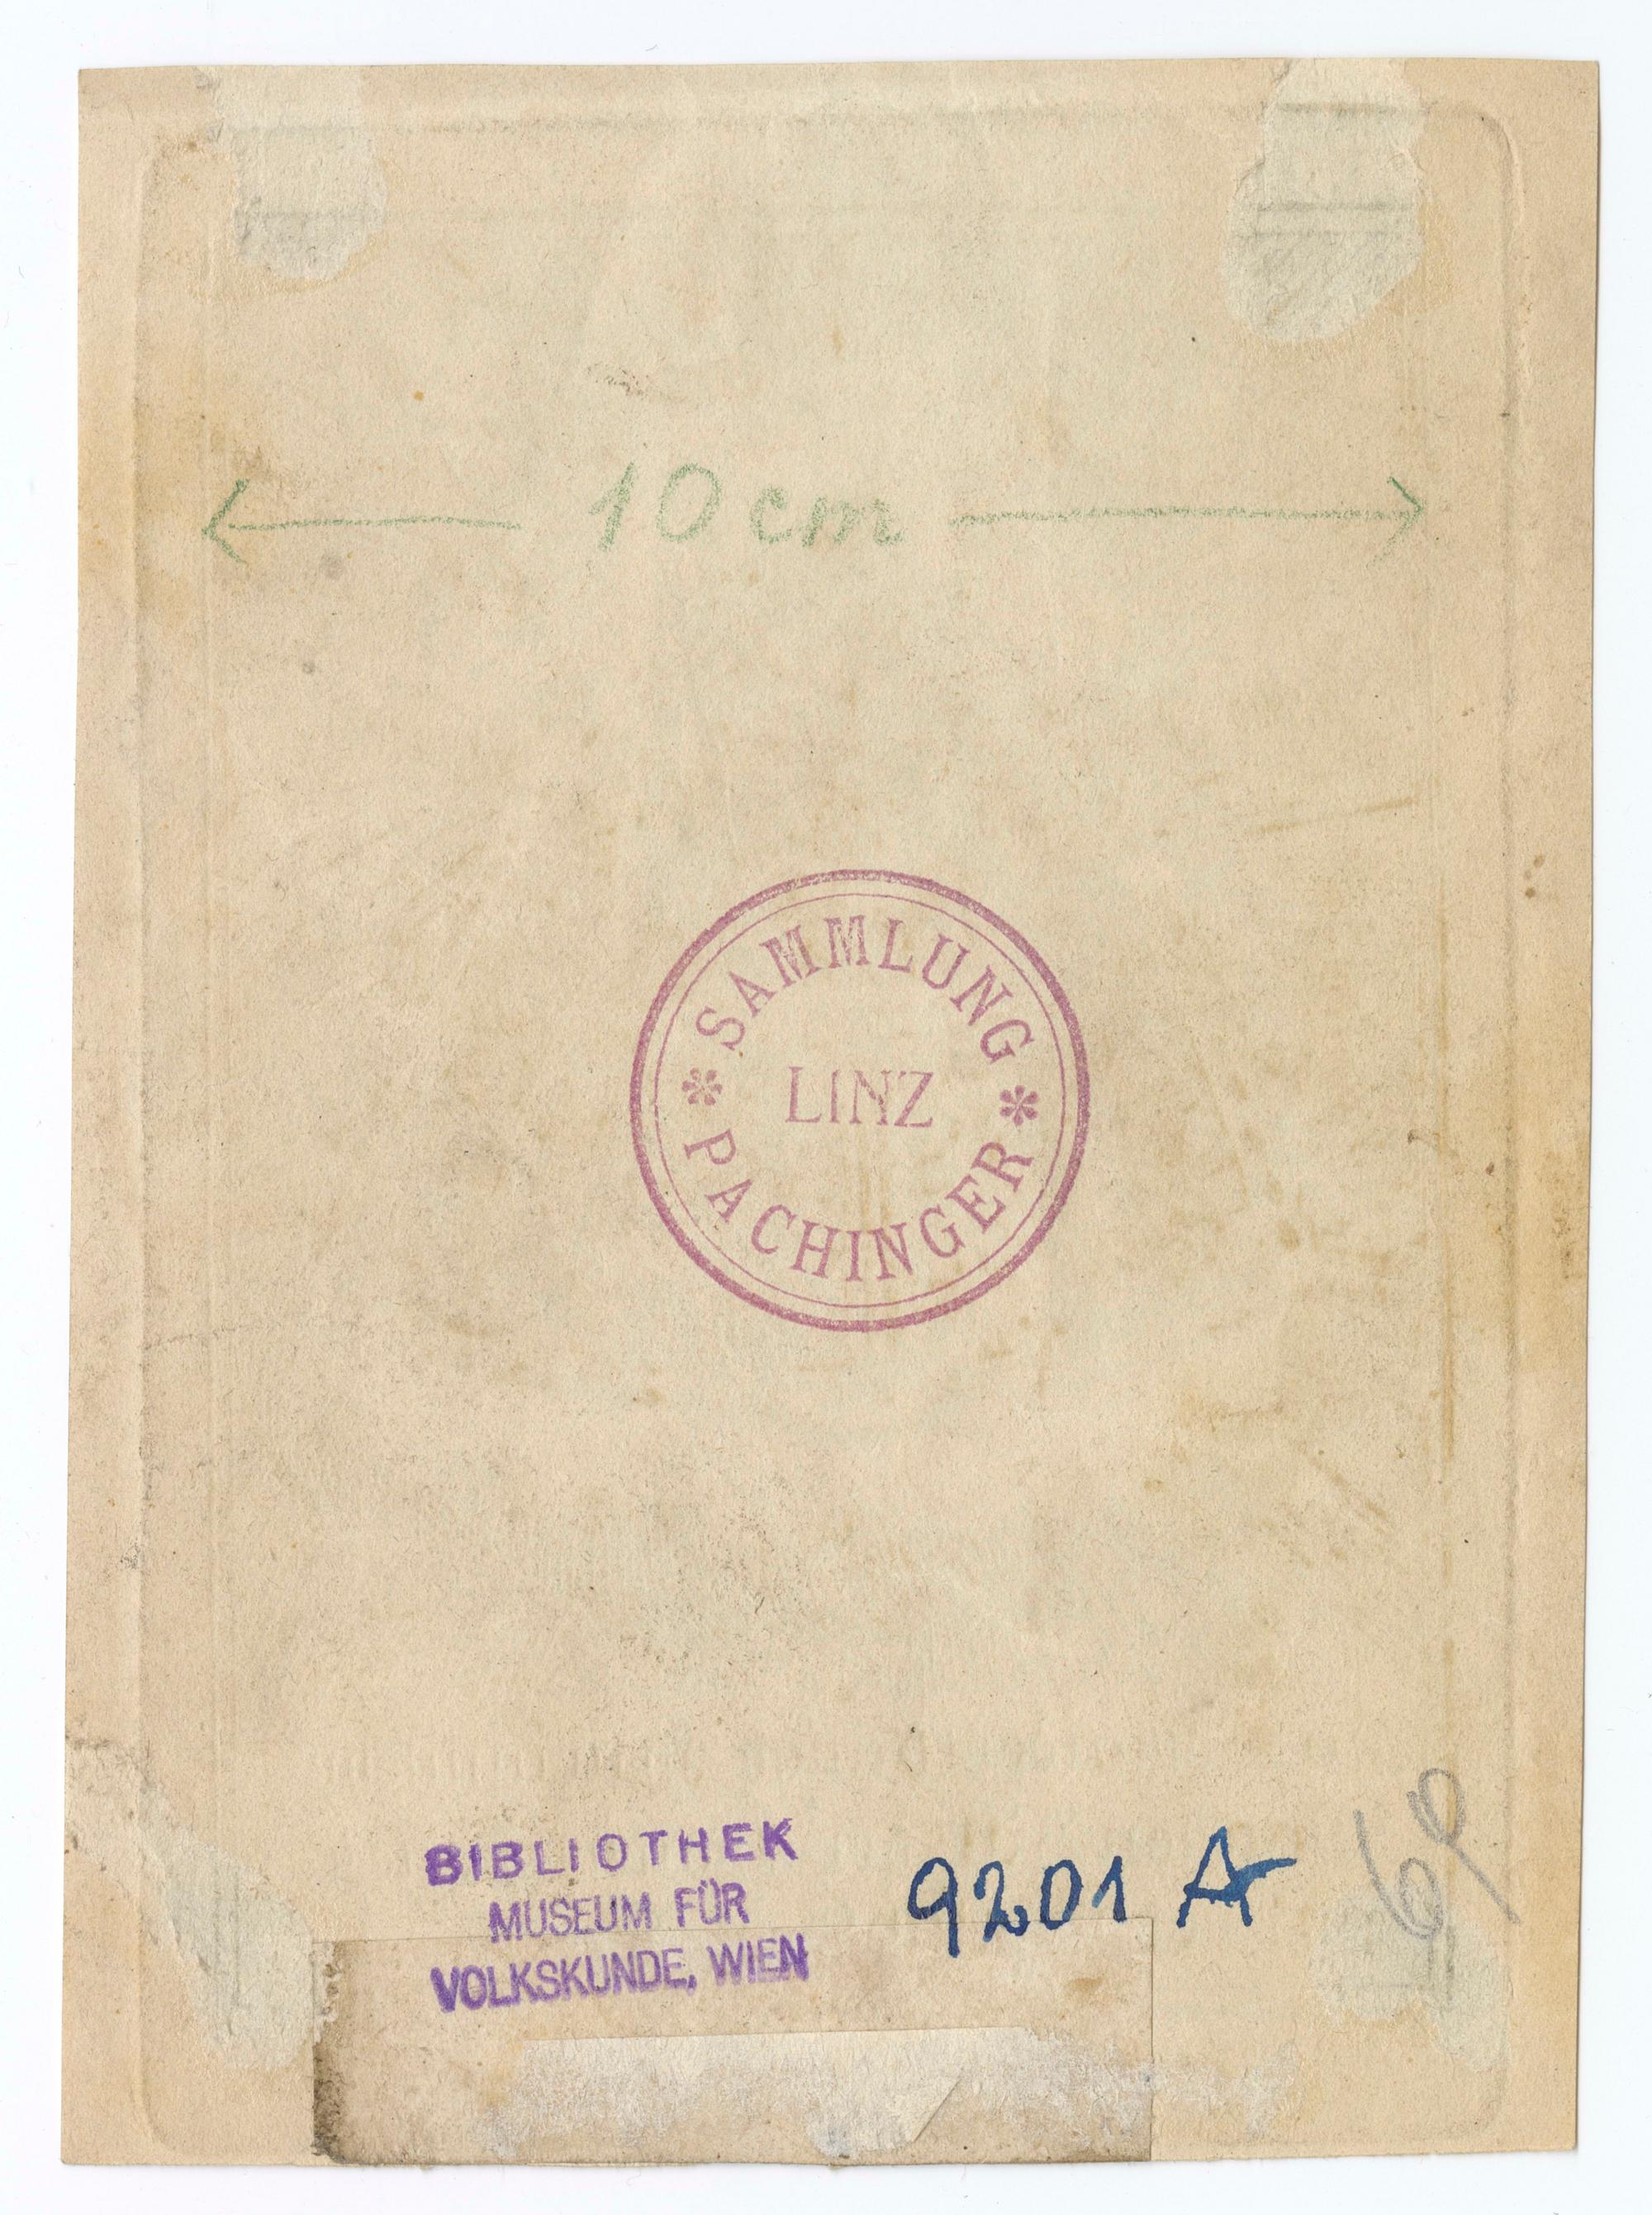 10 cm
SAMMLUNG
LINZ
PACHINGER
BIBLIOTHEK
MUSEUM FÜR
VOLKSKUNDE, WIEN
9201 A